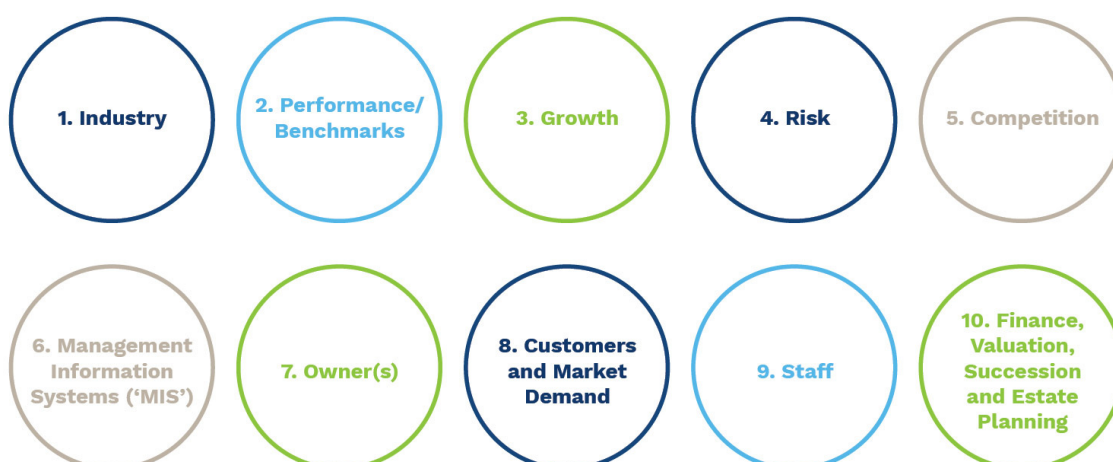 1. Industry
2. Performance/
Benchmarks
3. Growth
4. Risk
5. Competition
6. Management
Information
Systems (‘MIS’)
7. Owner(s)
8. Customers
and Market
Demand
9. Staff
10. Finance,
Valuation,
Succession
and Estate
Planning